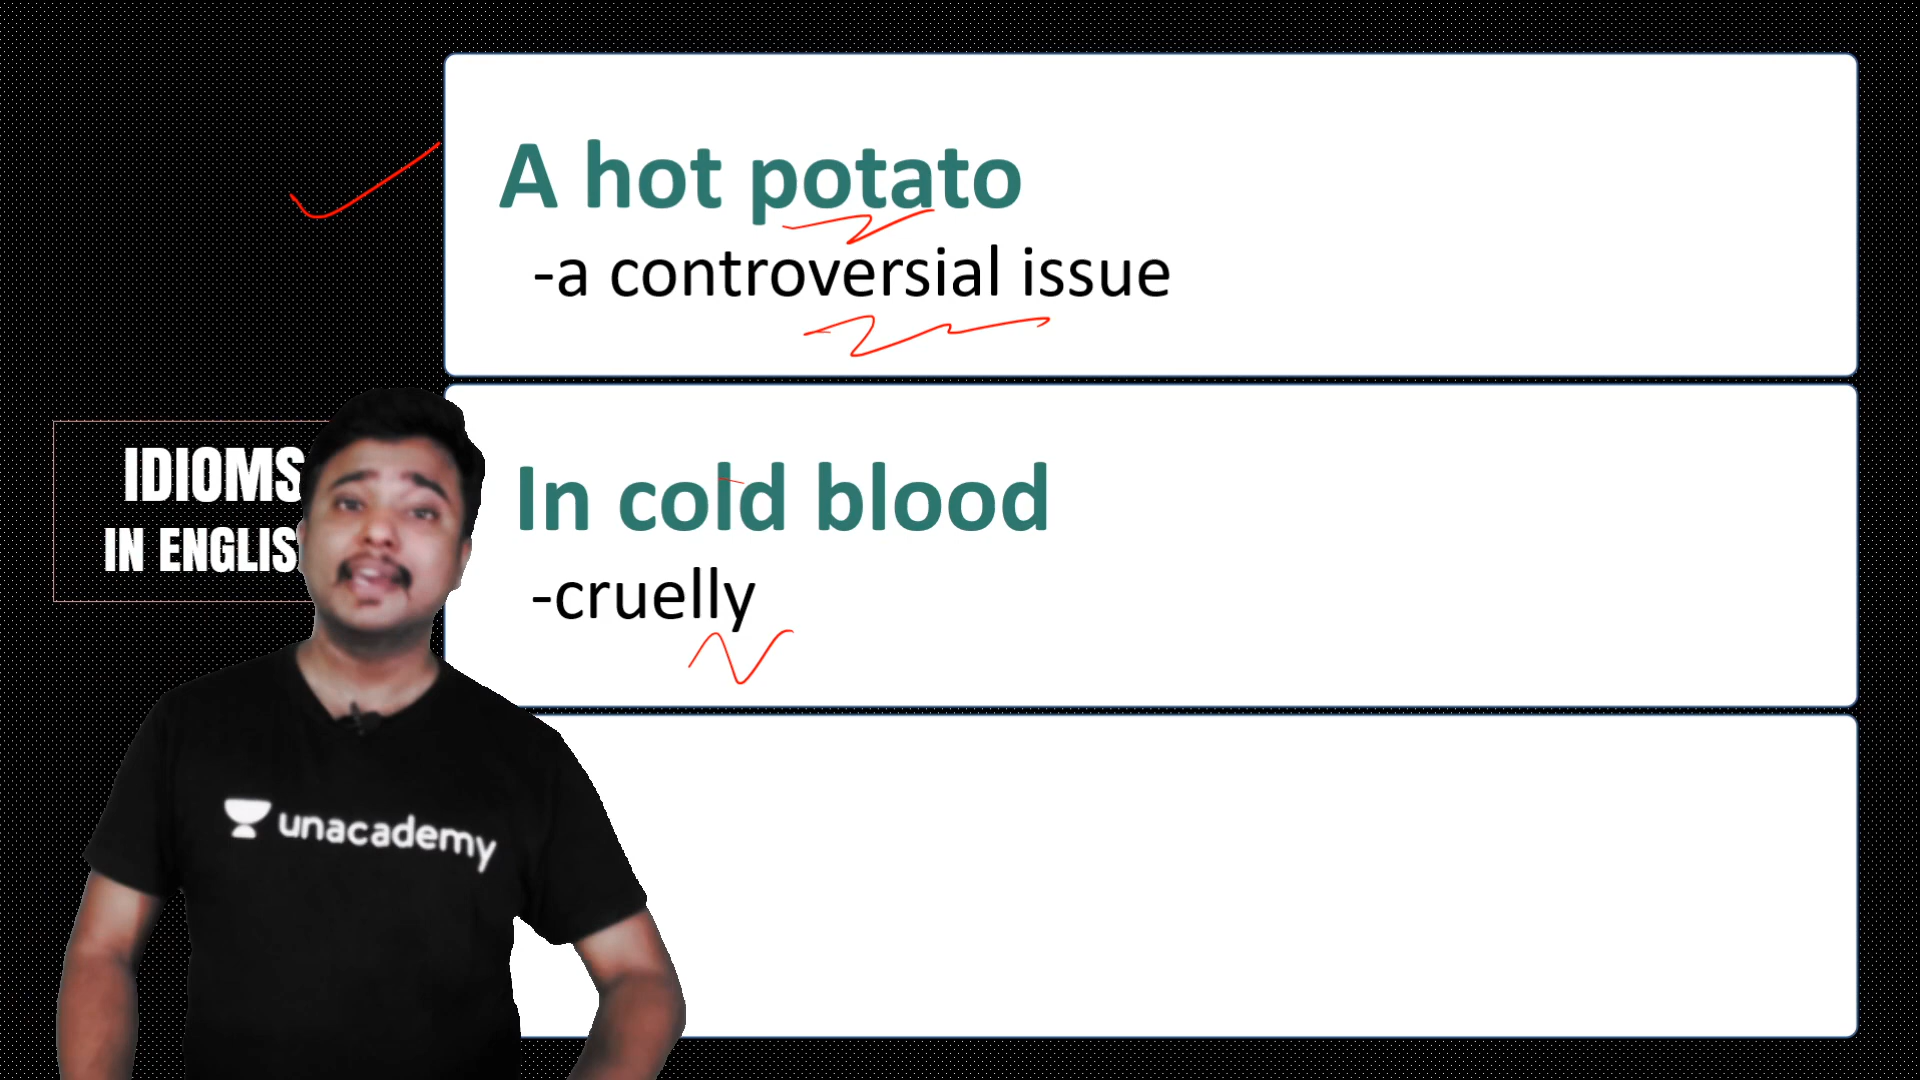 A hot potato
-a controversial issue
IDIOMS
IN ENGLIS
In cold blood
-cruelly
unacademy